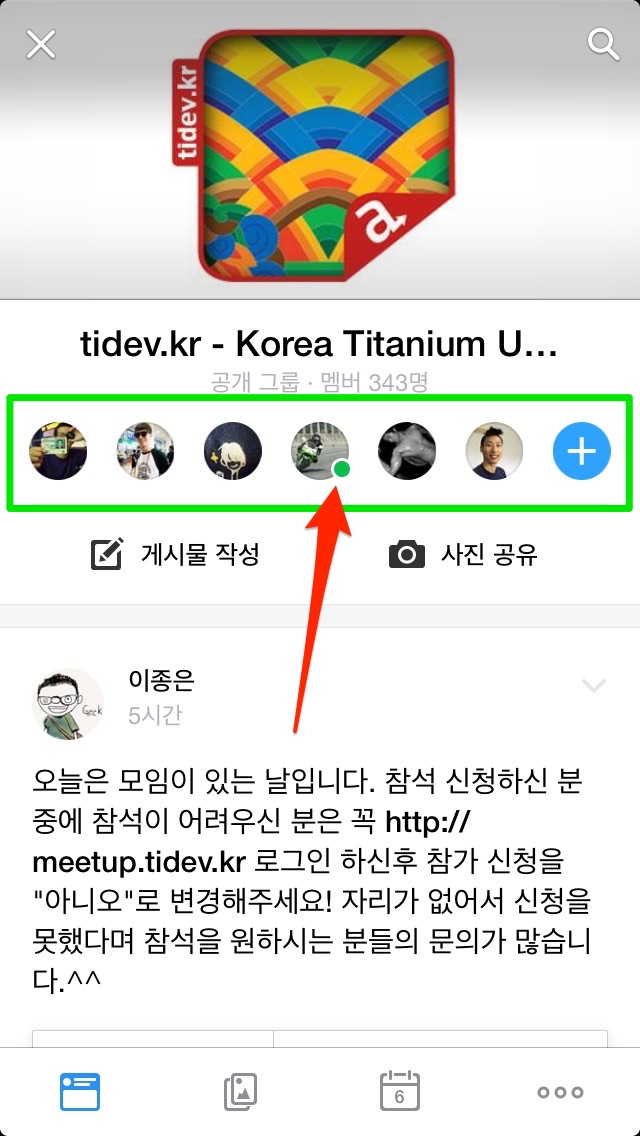 tidev.kr
a
tidev.kr - Korea Titanium U...
공개 그룹 · 멤버 343명
게시물 작성
사진 공유
Geek
이종은
5시간
오늘은 모임이 있는 날입니다. 참석 신청하신 분
중에 참석이 어려우신 분은 꼭 http://
meetup.tidev.kr 로그인 하신후 참가 신청을
"아니오"로 변경해주세요! 자리가 없어서 신청을
못했다며 참석을 원하시는 분들의 문의가 많습니
다.^^
6